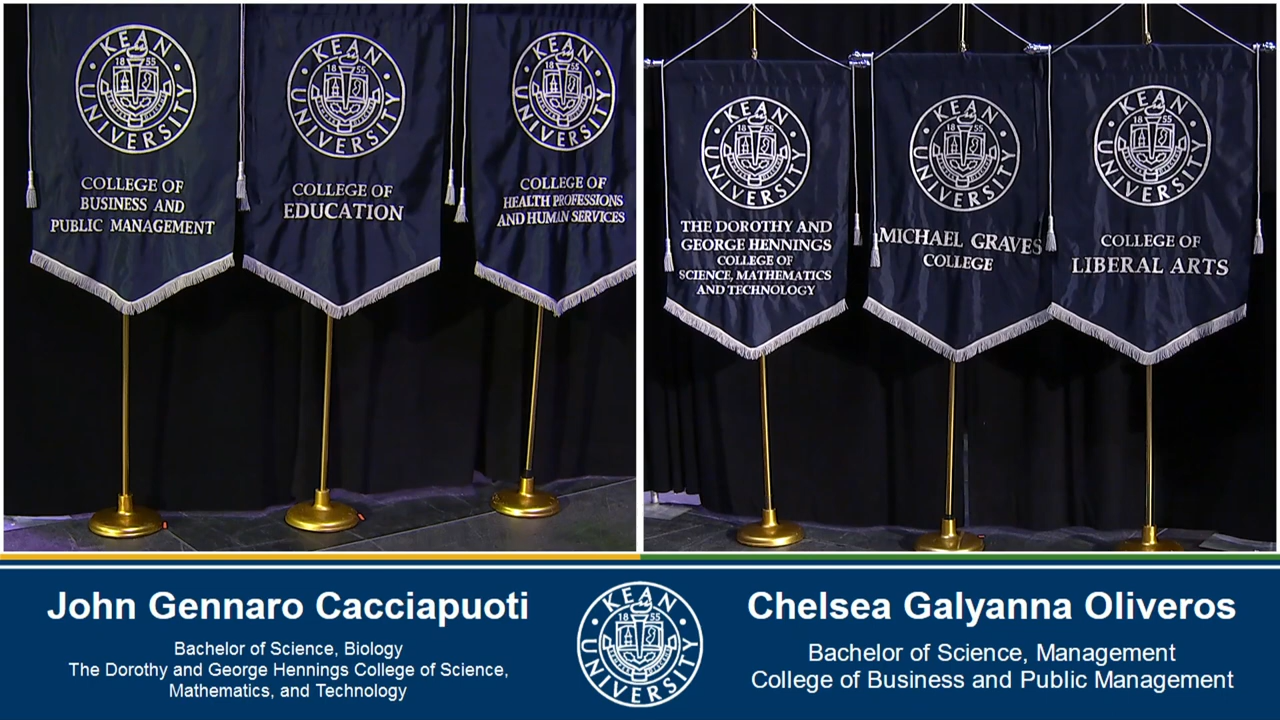 KEAN UNIVERSITY
1855
COLLEGE OF
BUSINESS AND
PUBLIC MANAGEMENT
KEAN UNIVERSITY
1855
COLLEGE OF
EDUCATION
KEAN UNIVERSITY
1855
COLLEGE OF
HEALTH PROFESSIONS
AND HUMAN SERVICES
KEAN UNIVERSITY
1855
THE DOROTHY AND
GEORGE HENNINGS
COLLEGE OF
SCIENCE, MATHEMATICS
AND TECHNOLOGY
KEAN UNIVERSITY
1855
MICHAEL GRAVES
COLLEGE
KEAN UNIVERSITY
1855
COLLEGE OF
LIBERAL ARTS
John Gennaro Cacciapuoti
Bachelor of Science, Biology
The Dorothy and George Hennings College of Science,
Mathematics, and Technology
KEAN UNIVERSITY
1855
Chelsea Galyanna Oliveros
Bachelor of Science, Management
College of Business and Public Management